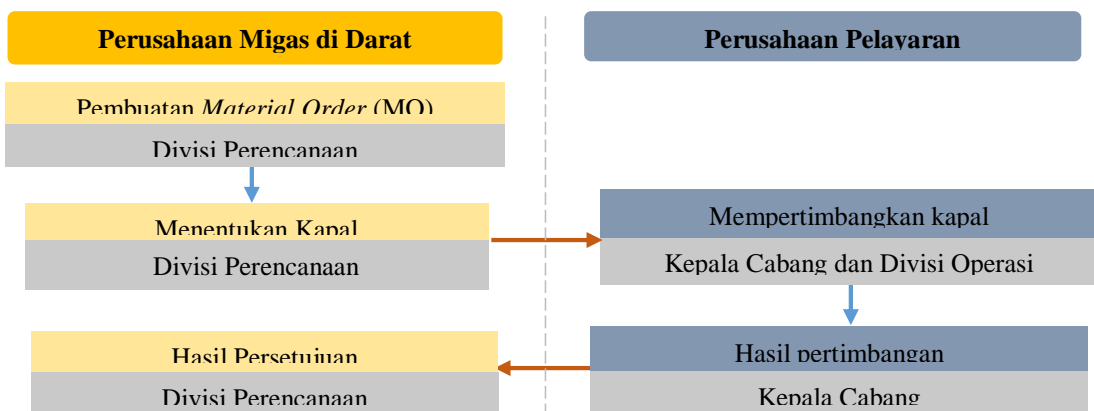 Perusahaan Migas di Darat
Perusahaan Pelayaran
Pembuatan Material Order (MO)
Divisi Perencanaan
Menentukan Kapal
Divisi Perencanaan
Mempertimbangkan kapal
Kepala Cabang dan Divisi Operasi
Hasil Persetujuan
Divisi Perencanaan
Hasil pertimbangan
Kepala Cabang